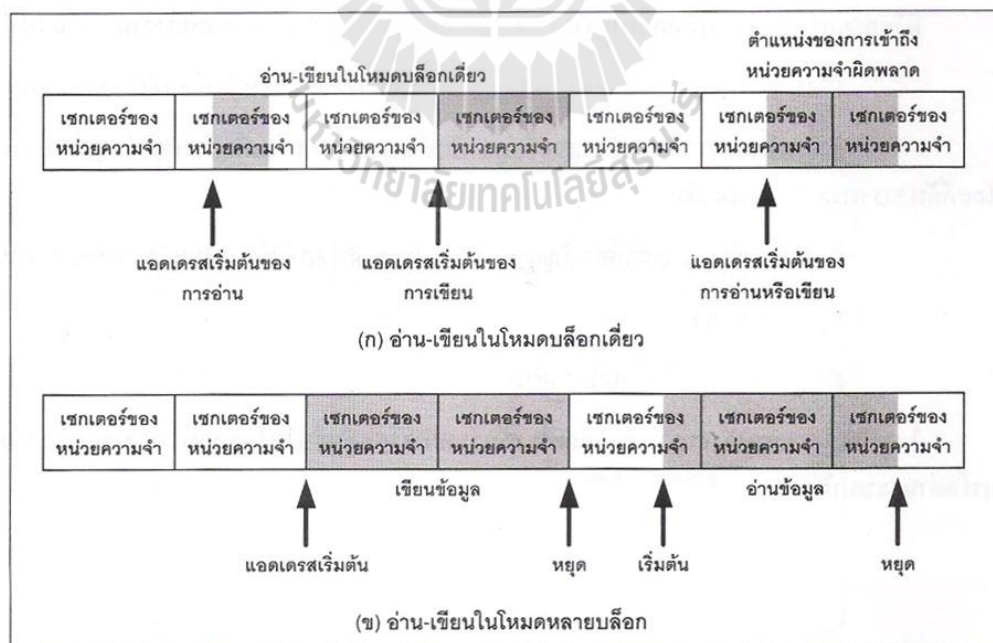 อ่าน-เขียนในโหมดบล็อกเดี่ยว
ตำแหน่งของการเข้าถึง
หน่วยความจำผิดพลาด
เซกเตอร์ของ เซกเตอร์ของ เซกเตอร์ของ เซกเตอร์ของ เซกเตอร์ของ เซกเตอร์ของ เซกเตอร์ของ
หน่วยความจำ หน่วยความจำ หน่วยความจำ หน่วยความจำ หน่วยความจำ หน่วยความจำ หน่วยความจำ
มหาวิทยาลัยเทคโนโลยีสุรนารี
แอดเดรสเริ่มต้นของ แอดเดรสเริ่มต้นของ แอดเดรสเริ่มต้นของ
การอ่าน การเขียน การอ่านหรือเขียน
(ก) อ่าน-เขียนในโหมดบล็อกเดี่ยว
เซกเตอร์ของ เซกเตอร์ของ เซกเตอร์ของ เซกเตอร์ของ เซกเตอร์ของ เซกเตอร์ของ เซกเตอร์ของ
หน่วยความจำ หน่วยความจำ หน่วยความจำ หน่วยความจำ หน่วยความจำ หน่วยความจำ หน่วยความจำ
เขียนข้อมูล อ่านข้อมูล
แอดเดรสเริ่มต้น หยุด เริ่มต้น หยุด
(ข) อ่าน-เขียนในโหมดหลายบล็อก